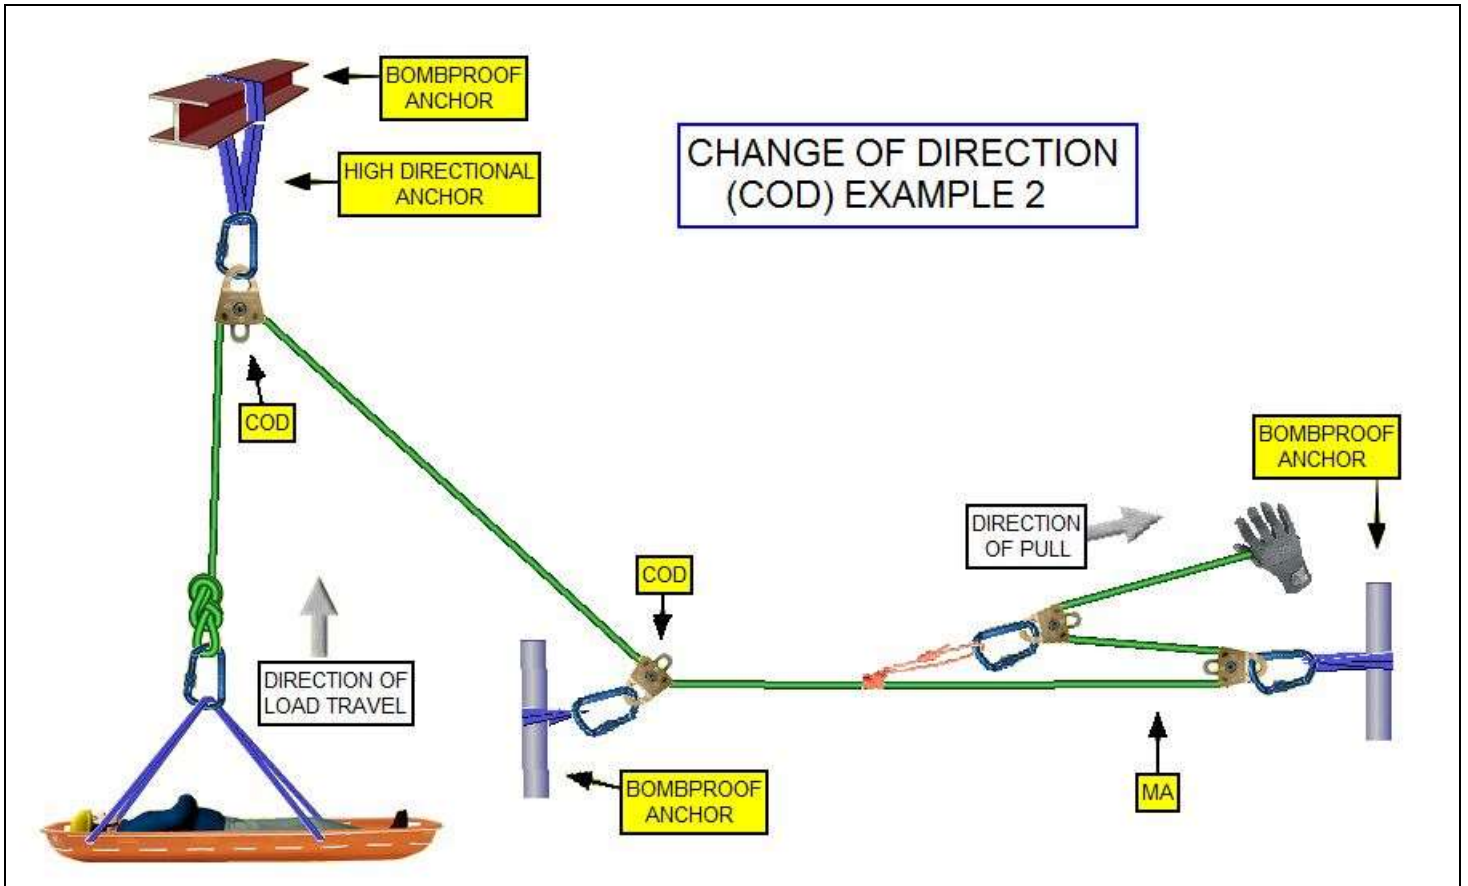 BOMBPROOF
ANCHOR
HIGH DIRECTIONAL
ANCHOR
CHANGE OF DIRECTION
(COD) EXAMPLE 2
COD
BOMBPROOF
ANCHOR
DIRECTION
OF PULL
COD
DIRECTION OF
LOAD TRAVEL
BOMBPROOF
ANCHOR
MA